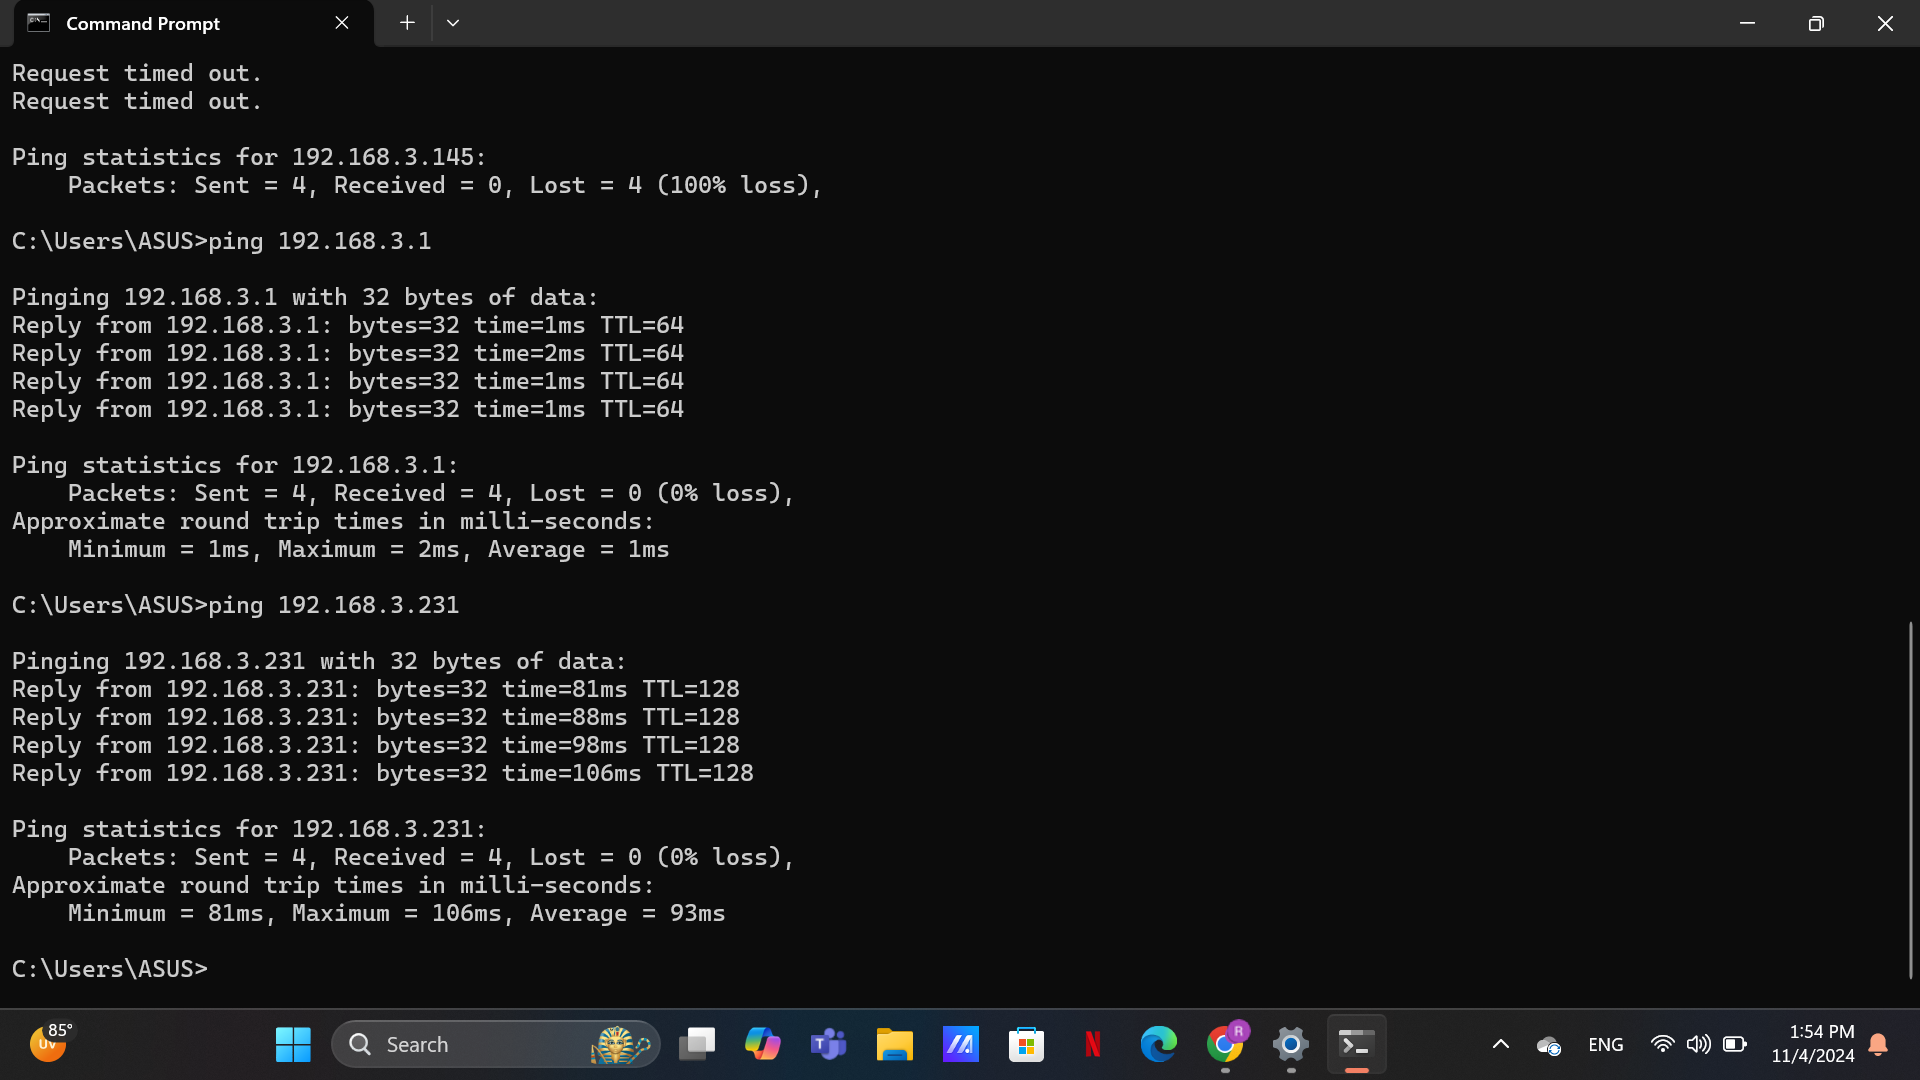 Command Prompt
Request timed out.
Request timed out.
Ping statistics for 192.168.3.145:
Packets: Sent = 4, Received = 0, Lost = 4 (100% loss),
C:\Users\ASUS>ping 192.168.3.1
Pinging 192.168.3.1 with 32 bytes of data:
Reply from 192.168.3.1: bytes=32 time=1ms TTL=64
Reply from 192.168.3.1: bytes=32 time=2ms TTL=64
Reply from 192.168.3.1: bytes=32 time=1ms TTL=64
Reply from 192.168.3.1: bytes=32 time=1ms TTL=64
Ping statistics for 192.168.3.1:
Packets: Sent = 4, Received = 4, Lost = 0 (0% loss),
Approximate round trip times in milli-seconds:
Minimum = 1ms, Maximum = 2ms, Average = 1ms
C:\Users\ASUS>ping 192.168.3.231
Pinging 192.168.3.231 with 32 bytes of data:
Reply from 192.168.3.231: bytes=32 time=81ms TTL=128
Reply from 192.168.3.231: bytes=32 time=88ms TTL=128
Reply from 192.168.3.231: bytes=32 time=98ms TTL=128
Reply from 192.168.3.231: bytes=32 time=106ms TTL=128
Ping statistics for 192.168.3.231:
Packets: Sent = 4, Received = 4, Lost = 0 (0% loss),
Approximate round trip times in milli-seconds:
Minimum = 81ms, Maximum = 106ms, Average = 93ms
C:\Users\ASUS>
85°
UV
Search
T
N
R
ENG
1:54 PM
11/4/2024